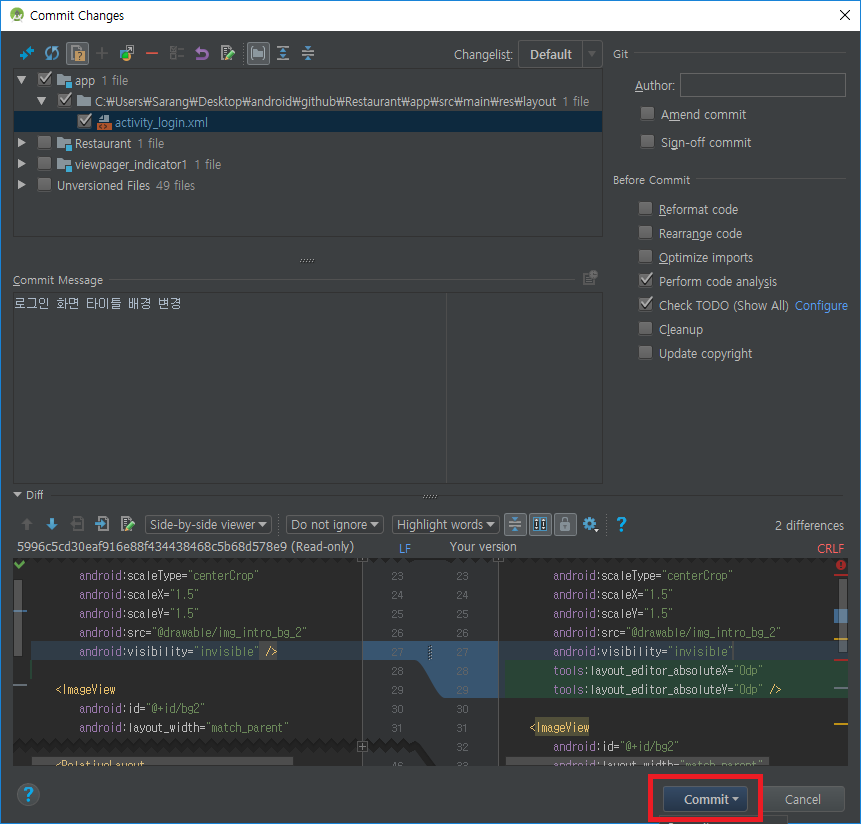 Commit Changes
Changelist: Default
app 1 file
C:₩Users₩Sarang₩Desktop₩android₩github₩Restaurant₩app₩src₩main₩res₩layout 1 file
activity_login.xml
Restaurant 1 file
viewpager_indicator1 1 file
Unversioned Files 49 files
Git
Author:
Amend commit
Sign-off commit
Before Commit
Reformat code
Rearrange code
Optimize imports
Perform code analysis
Check TODO (Show All) Configure
Cleanup
Update copyright
Commit Message
로그인 화면 타이틀 배경 변경
Diff
Side-by-side viewer Do not ignore Highlight words ? 2 differences
5996c5cd30eaf916e88f434438468c5b68d578e9 (Read-only) LF Your version CRLF
android:scaleType="centerCrop" 23 23 android:scaleType="centerCrop"
android:scaleX="1.5" 24 24 android:scaleX="1.5"
android:scaleY="1.5" 25 25 android:scaleY="1.5"
android:src="@drawable/img_intro_bg_2" 26 26 android:src="@drawable/img_intro_bg_2"
android:visibility="invisible" /> 27 27 android:visibility="invisible"
28 28 tools:layout_editor_absoluteX="0dp"
<ImageView 29 29 tools:layout_editor_absoluteY="0dp" />
android:id="@+id/bg2" 30 30
android:layout_width="match_parent" 31 31 <ImageView
32 android:id="@+id/bg2"
<RelativeLayout 46 33 android:layout_width="match_parent"
? Commit Cancel